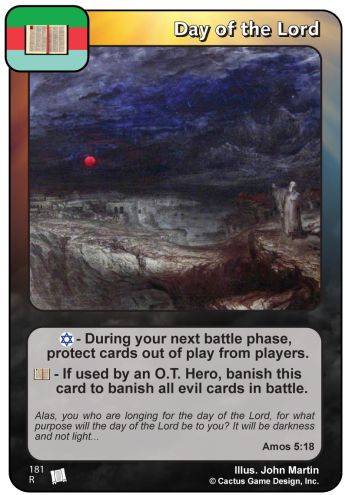 Day of the Lord
- During your next battle phase,
protect cards out of play from players.
- If used by an O.T. Hero, banish this
card to banish all evil cards in battle.
Alas, you who are longing for the day of the Lord, for what
purpose will the day of the Lord be to you? It will be darkness
and not light...
Amos 5:18
181
R
Illus. John Martin
© Cactus Game Design, Inc.